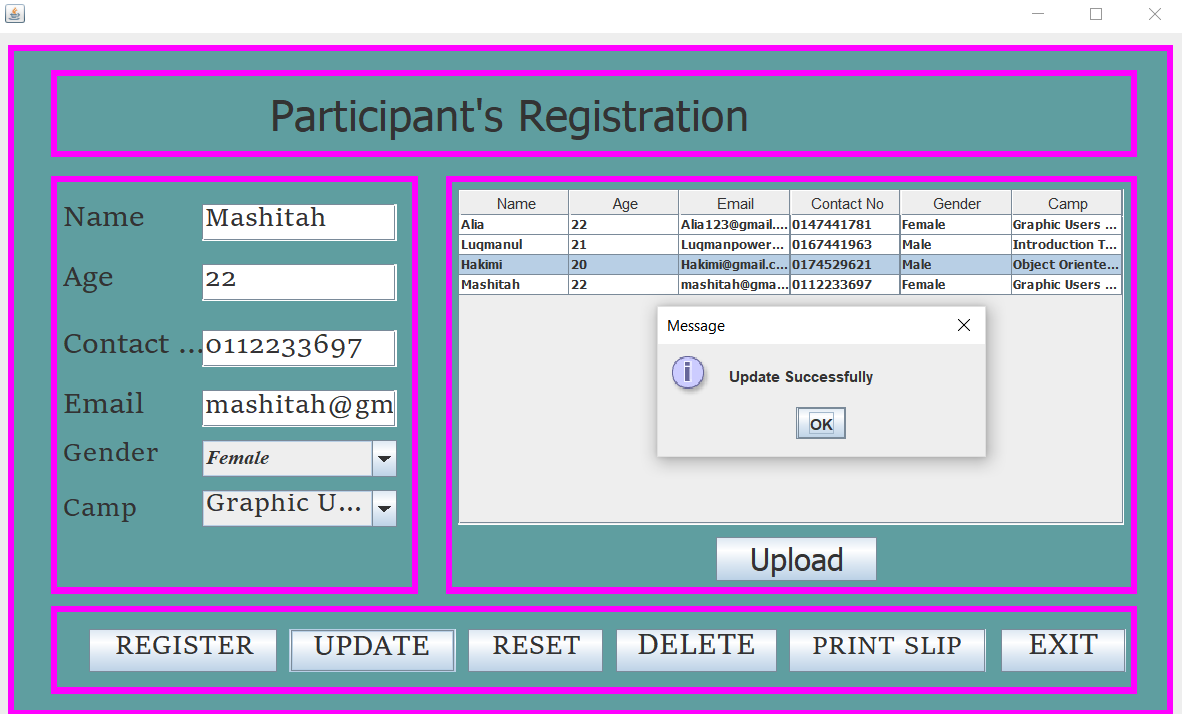 Participant's Registration
Name Mashitah
Age 22
Contact ... 0112233697
Email mashitah@gm
Gender Female
Camp Graphic U...
Name Age Email Contact No Gender Camp
Alia 22 Alia123@gmail.... 0147441781 Female Graphic Users ...
Luqmanul 21 Luqmanpower... 0167441963 Male Introduction T...
Hakimi 20 Hakimi@gmail.c... 0174529621 Male Object Oriente...
Mashitah 22 mashitah@gma... 0112233697 Female Graphic Users ...
Message
i Update Successfully
OK
Upload
REGISTER UPDATE RESET DELETE PRINT SLIP EXIT